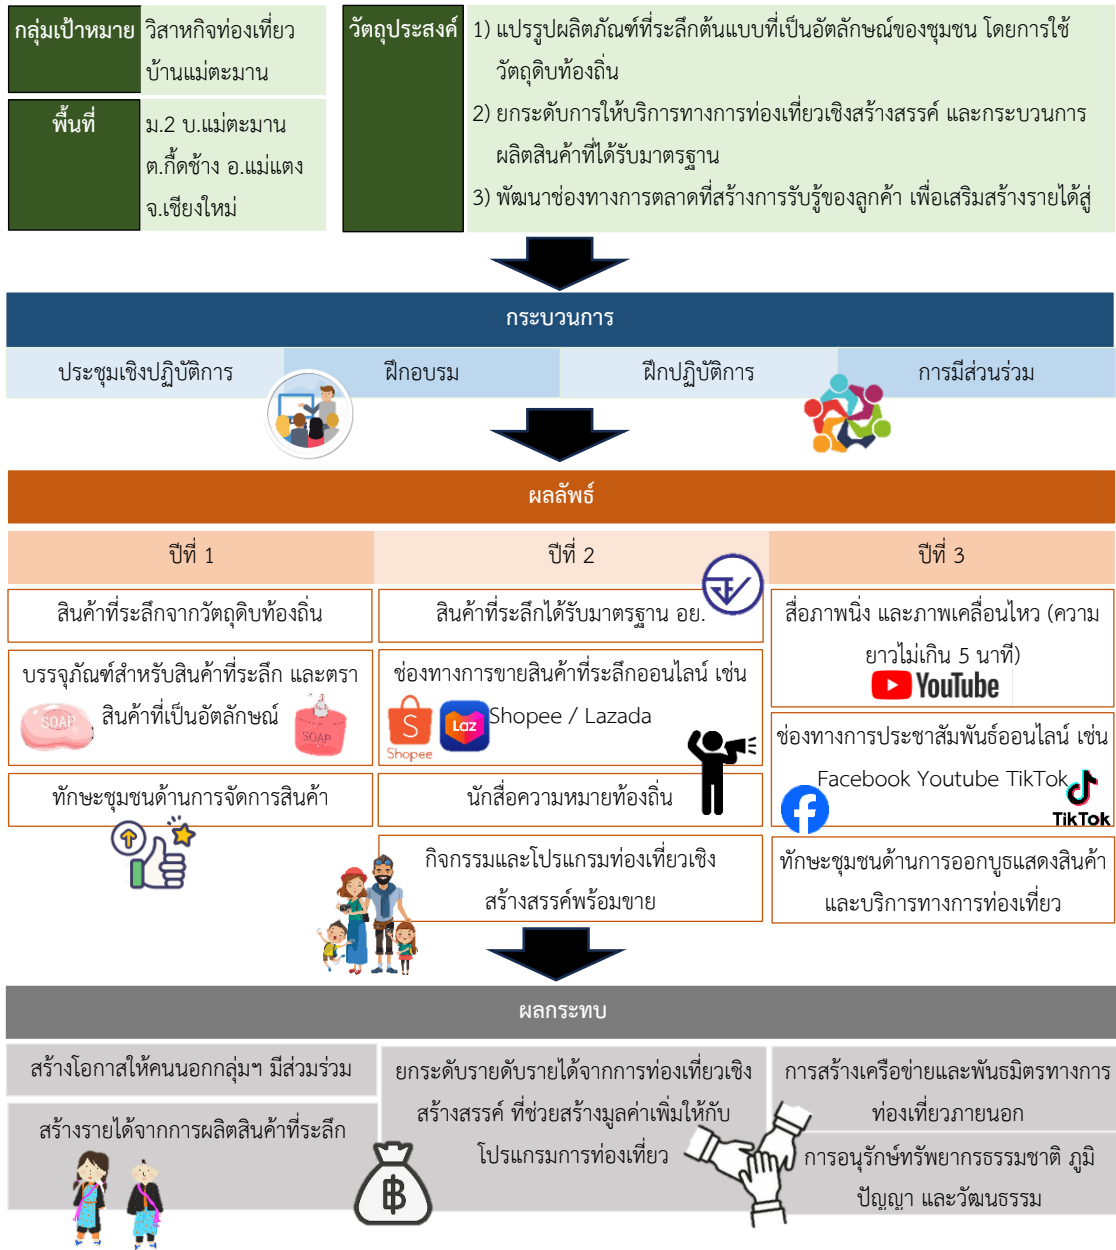 กลุ่มเป้าหมาย
วิสาหกิจท่องเที่ยว
บ้านแม่ตะมาน
พื้นที่
ม.2 บ.แม่ตะมาน
ต.กื้ดช้าง อ.แม่แตง
จ.เชียงใหม่
วัตถุประสงค์
1) แปรรูปผลิตภัณฑ์ที่ระลึกต้นแบบที่เป็นอัตลักษณ์ของชุมชน โดยการใช้
วัตถุดิบท้องถิ่น
2) ยกระดับการให้บริการทางการท่องเที่ยวเชิงสร้างสรรค์ และกระบวนการ
ผลิตสินค้าที่ได้รับมาตรฐาน
3) พัฒนาช่องทางการตลาดที่สร้างการรับรู้ของลูกค้า เพื่อเสริมสร้างรายได้สู่
กระบวนการ
ประชุมเชิงปฏิบัติการ
ฝึกอบรม
ฝึกปฏิบัติการ
การมีส่วนร่วม
ผลลัพธ์
ปีที่ 1
ปีที่ 2
ปีที่ 3
สินค้าที่ระลึกจากวัตถุดิบท้องถิ่น
บรรจุภัณฑ์สำหรับสินค้าที่ระลึก และตรา
สินค้าที่เป็นอัตลักษณ์
SOAP
SOAP
ทักษะชุมชนด้านการจัดการสินค้า
สินค้าที่ระลึกได้รับมาตรฐาน อย.
ช่องทางการขายสินค้าที่ระลึกออนไลน์ เช่น
Shopee / Lazada
S
Shopee
Laz
นักสื่อความหมายท้องถิ่น
กิจกรรมและโปรแกรมท่องเที่ยวเชิง
สร้างสรรค์พร้อมขาย
สื่อภาพนิ่ง และภาพเคลื่อนไหว (ความ
ยาวไม่เกิน 5 นาที)
YouTube
ช่องทางการประชาสัมพันธ์ออนไลน์ เช่น
Facebook Youtube TikTok
TikTok
ทักษะชุมชนด้านการออกบูธแสดงสินค้า
และบริการทางการท่องเที่ยว
ผลกระทบ
สร้างโอกาสให้คนนอกกลุ่มฯ มีส่วมร่วม
สร้างรายได้จากการผลิตสินค้าที่ระลึก
ยกระดับรายดับรายได้จากการท่องเที่ยวเชิง
สร้างสรรค์ ที่ช่วยสร้างมูลค่าเพิ่มให้กับ
โปรแกรมการท่องเที่ยว
฿
การสร้างเครือข่ายและพันธมิตรทางการ
ท่องเที่ยวภายนอก
การอนุรักษ์ทรัพยากรธรรมชาติ ภูมิ
ปัญญา และวัฒนธรรม